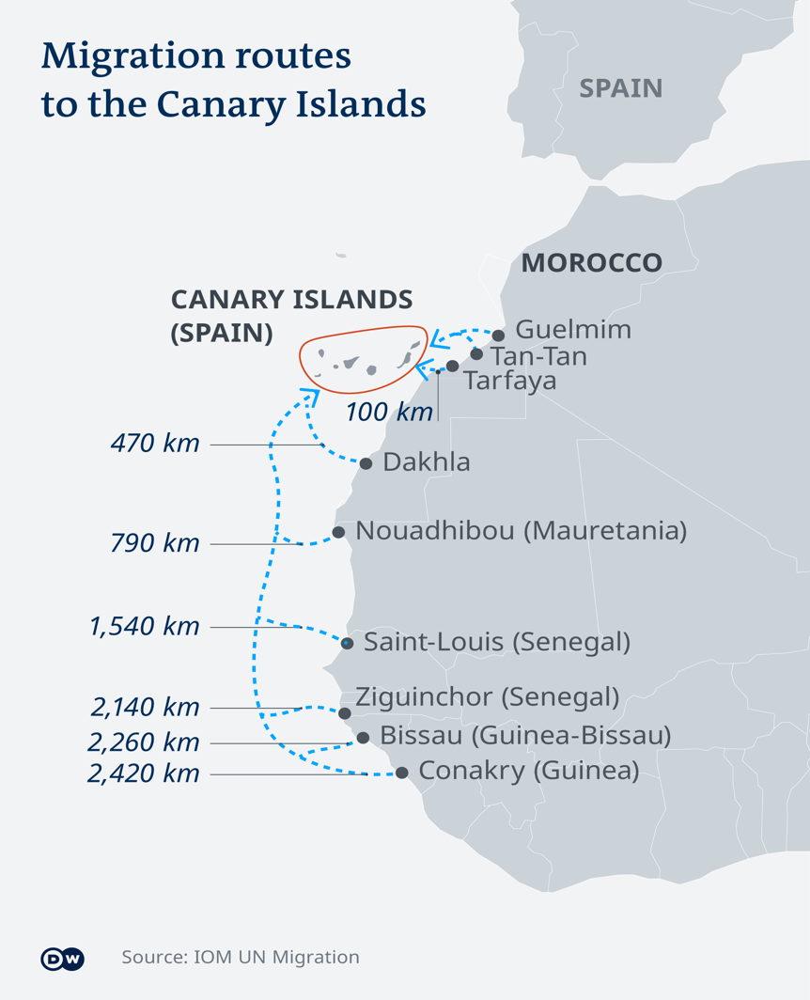 Migration routes
to the Canary Islands
SPAIN
MOROCCO
CANARY ISLANDS
(SPAIN)
Guelmim
Tan-Tan
Tarfaya
100 km
470 km
Dakhla
Nouadhibou (Mauretania)
790 km
1,540 km
Saint-Louis (Senegal)
Ziguinchor (Senegal)
2,140 km
Bissau (Guinea-Bissau)
2,260 km
Conakry (Guinea)
2,420 km
DW
Source: IOM UN Migration